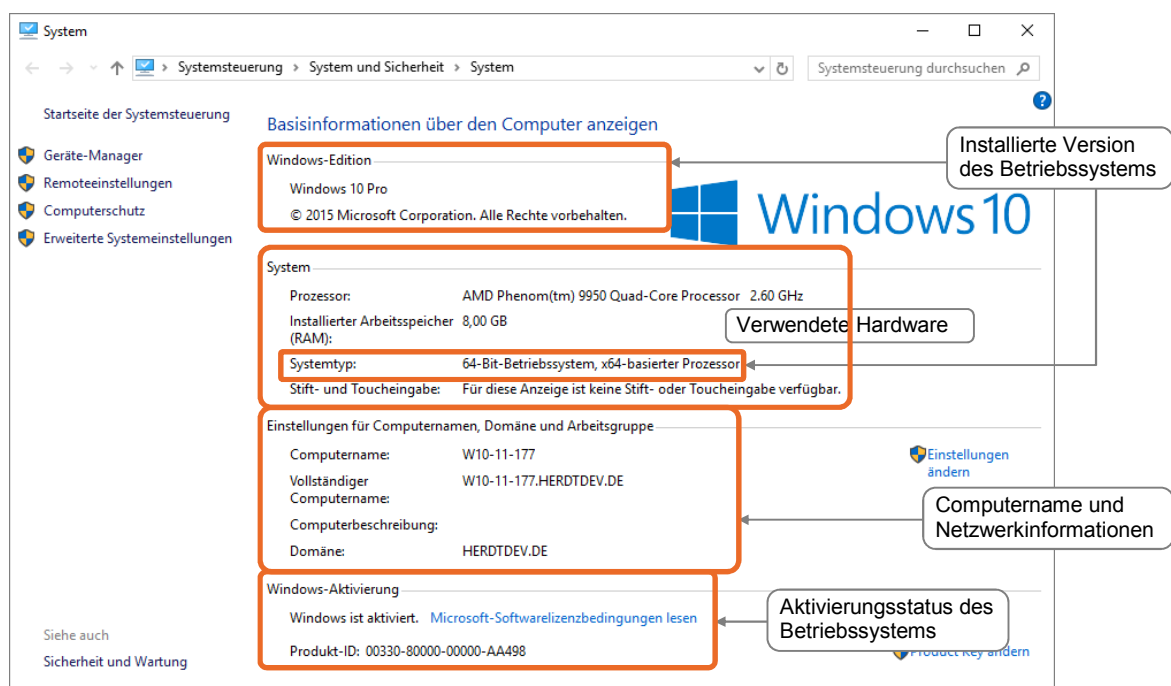 System
Systemsteuerung › System und Sicherheit › System
Systemsteuerung durchsuchen
?
Startseite der Systemsteuerung
Geräte-Manager
Remoteeinstellungen
Computerschutz
Erweiterte Systemeinstellungen
Basisinformationen über den Computer anzeigen
Windows-Edition
Windows 10 Pro
© 2015 Microsoft Corporation. Alle Rechte vorbehalten.
Windows 10
Installierte Version
des Betriebssystems
System
Prozessor: AMD Phenom(tm) 9950 Quad-Core Processor 2.60 GHz
Installierter Arbeitsspeicher 8,00 GB
(RAM):
Verwendete Hardware
Systemtyp: 64-Bit-Betriebssystem, x64-basierter Prozessor
Stift- und Toucheingabe: Für diese Anzeige ist keine Stift- oder Toucheingabe verfügbar.
Einstellungen für Computernamen, Domäne und Arbeitsgruppe
Computername: W10-11-177
Vollständiger W10-11-177.HERDTDEV.DE
Computername:
Computerbeschreibung:
Domäne: HERDTDEV.DE
Einstellungen
ändern
Computername und
Netzwerkinformationen
Windows-Aktivierung
Windows ist aktiviert. Microsoft-Softwarelizenzbedingungen lesen
Produkt-ID: 00330-80000-00000-AA498
Aktivierungsstatus des
Betriebssystems
Product Key ändern
Siehe auch
Sicherheit und Wartung